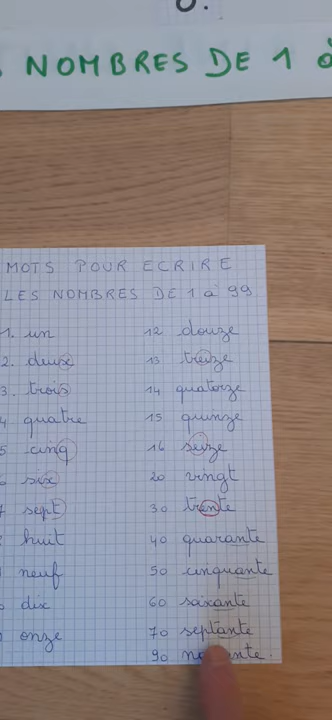 NOMBRES DE 1 à
MOTS POUR ECRIRE
LES NOMBRES DE 1 à 99
1. un
2. deux
3. trois
4 quatre
5 cinq
6 six
7 sept
huit
neuf
dix
onze
12 douze
13 treize
14 quatorze
15 quinze
16 seize
20 vingt
30 trente
40 quarante
50 cinquante
60 soixante
70 septante
90